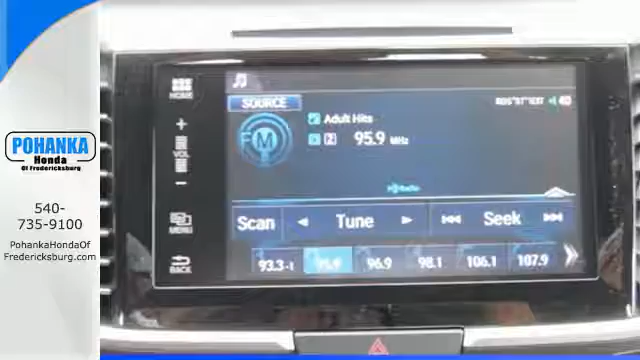 POHANKA
Honda
Of Fredericksburg
540-
735-9100
PohankaHondaOf
Fredericksburg.com
HOME
+
VOL
−
MENU
BACK
SOURCE
FM
Adult Hits
2 95.9 MHz
HD Radio
Scan Tune Seek
93.3-1 95.9 96.9 98.1 106.1 107.9